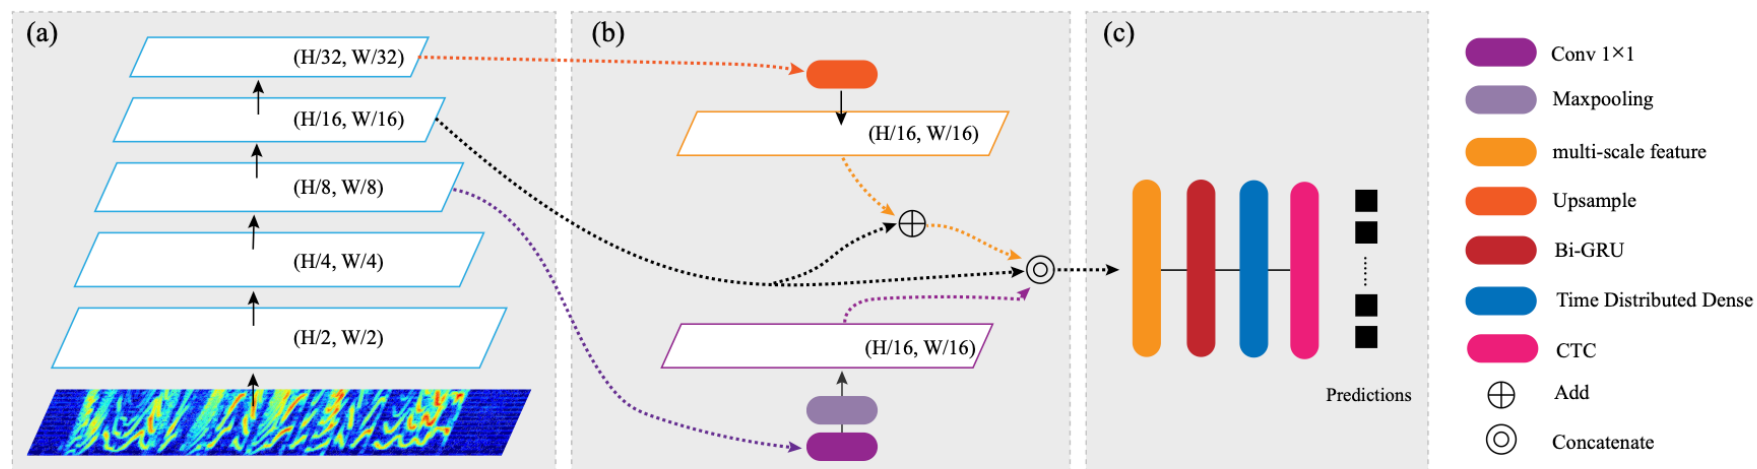 (a)
(H/32, W/32)
(H/16, W/16)
(H/8, W/8)
(H/4, W/4)
(H/2, W/2)
(b)
(H/16, W/16)
(H/16, W/16)
(c)
Predictions
Conv 1×1
Maxpooling
multi-scale feature
Upsample
Bi-GRU
Time Distributed Dense
CTC
Add
Concatenate